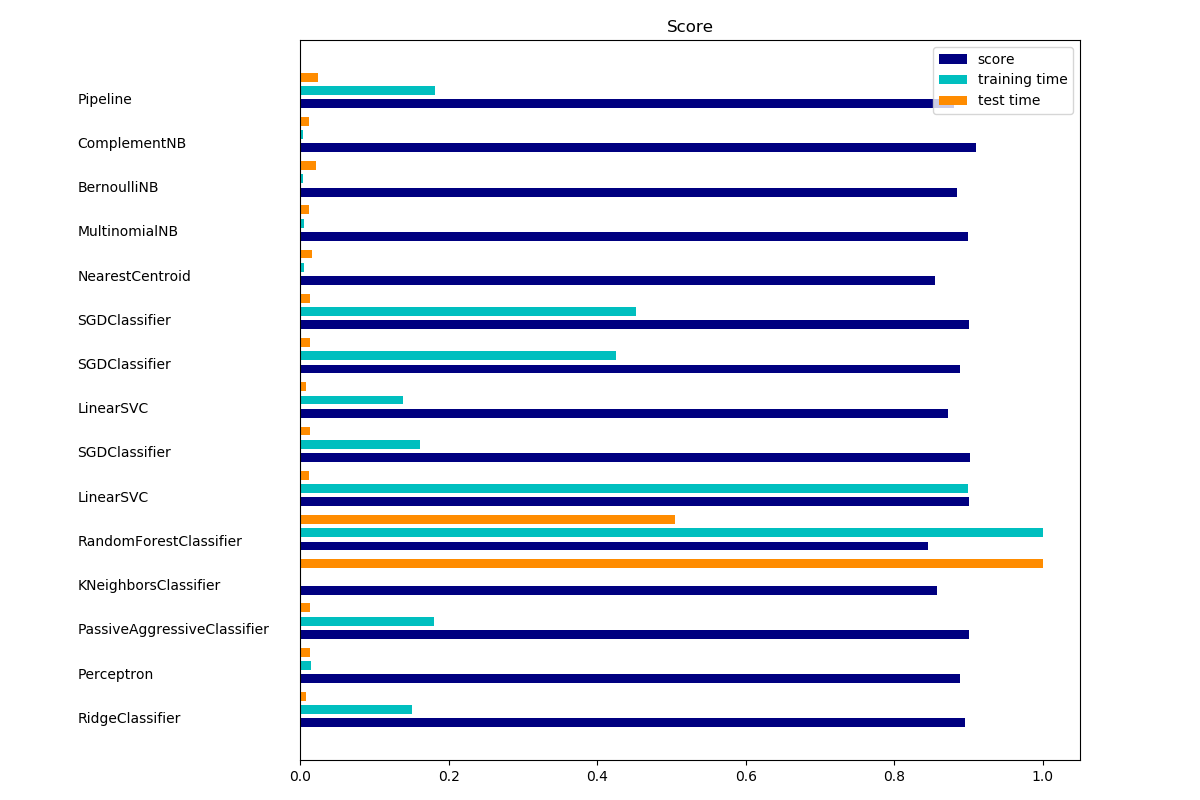 Score
score
training time
test time
Pipeline
ComplementNB
BernoulliNB
MultinomialNB
NearestCentroid
SGDClassifier
SGDClassifier
LinearSVC
SGDClassifier
LinearSVC
RandomForestClassifier
KNeighborsClassifier
PassiveAggressiveClassifier
Perceptron
RidgeClassifier
0.0 0.2 0.4 0.6 0.8 1.0